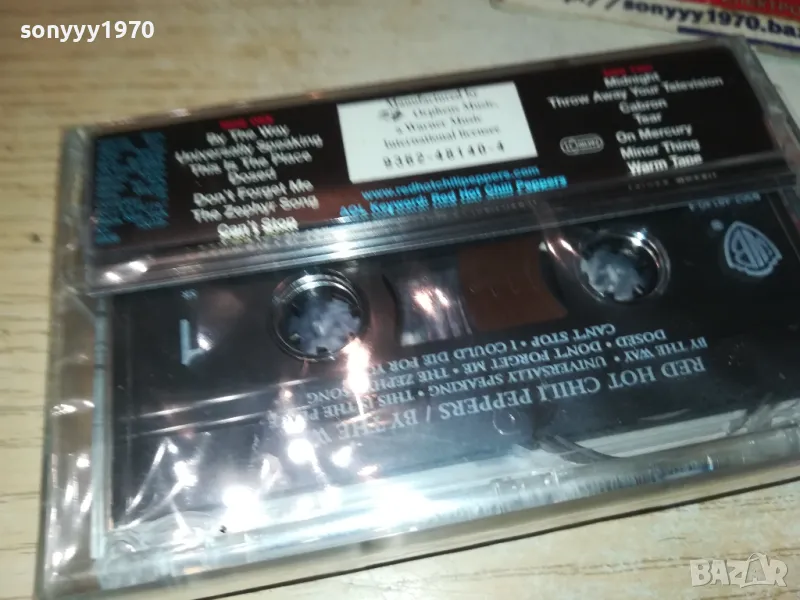 sonyyy1970
//sonyyy1970.baz
SIDE ONE
By The Way
Universally Speaking
This Is The Place
Dosed
Don't Forget Me
The Zephyr Song
Can't Stop
Manufactured by
Orpheus Music,
a Warner Music
International licensee
9362-48140-4
www.redhotchilipeppers.com
AOL Keyword: Red Hot Chili Peppers
SIDE TWO
Midnight
Throw Away Your Television
Cabron
Tear
On Mercury
Minor Thing
Warm Tape
1
RED HOT CHILI PEPPERS / BY THE W
BY THE WAY • UNIVERSALLY SPEAKING • THIS IS THE PLACE
DOSED • DON'T FORGET ME • THE ZEPHYR SONG
CAN'T STOP • I COULD DIE FOR YO
BAZAR